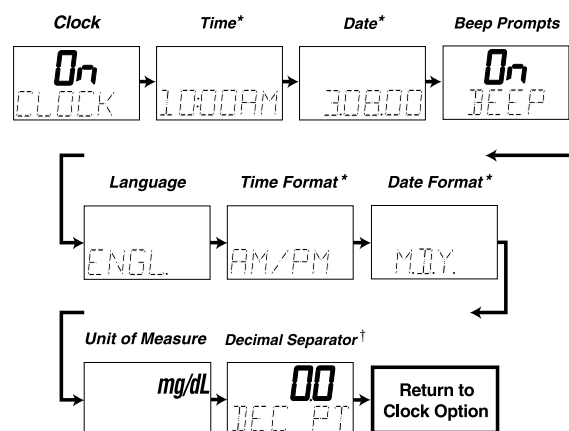 Clock Time* Date* Beep Prompts
On On
CLOCK 10:00AM 3.08.00 BEEP
Language Time Format* Date Format*
ENGL. AM/PM M.D.Y.
Unit of Measure Decimal Separator†
mg/dL 0.0
DEC PT
Return to
Clock Option